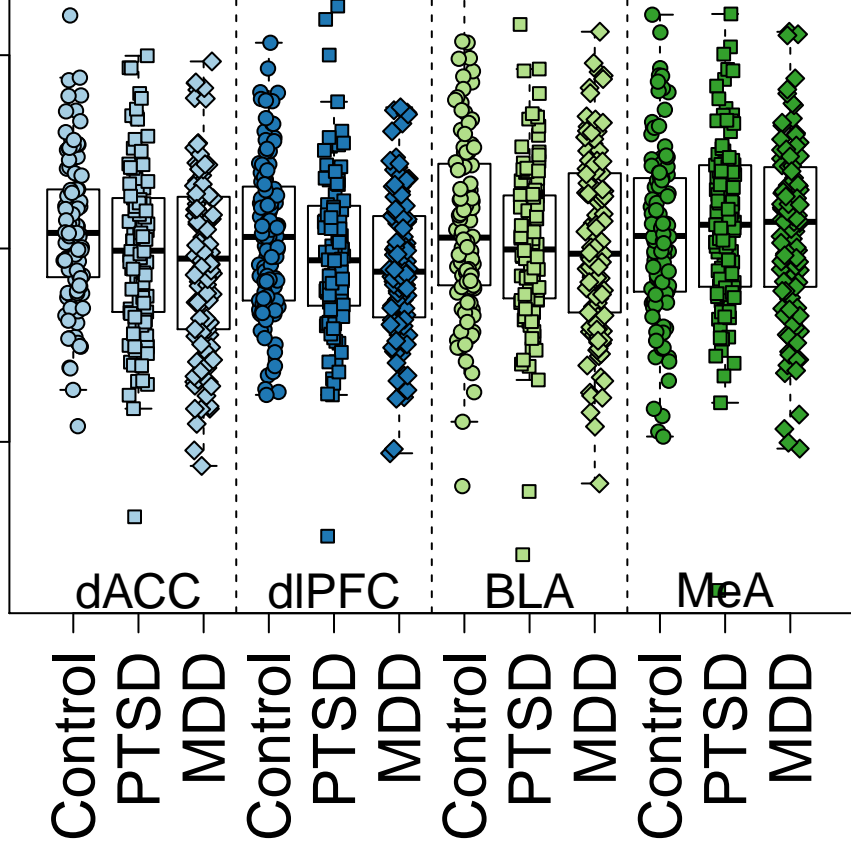 dACC dlPFC BLA MeA
Control PTSD MDD Control PTSD MDD Control PTSD MDD Control PTSD MDD